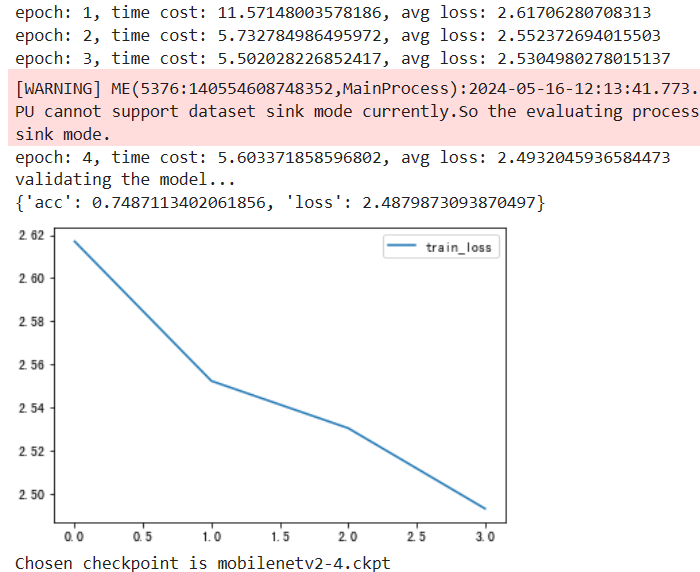 epoch: 1, time cost: 11.57148003578186, avg loss: 2.61706280708313
epoch: 2, time cost: 5.732784986495972, avg loss: 2.552372694015503
epoch: 3, time cost: 5.502028226852417, avg loss: 2.5304980278015137
[WARNING] ME(5376:140554608748352,MainProcess):2024-05-16-12:13:41.773.
PU cannot support dataset sink mode currently.So the evaluating process
sink mode.
epoch: 4, time cost: 5.603371858596802, avg loss: 2.4932045936584473
validating the model...
{'acc': 0.7487113402061856, 'loss': 2.4879873093870497}
train_loss
2.62
2.60
2.58
2.56
2.54
2.52
2.50
0.0 0.5 1.0 1.5 2.0 2.5 3.0
Chosen checkpoint is mobilenetv2-4.ckpt